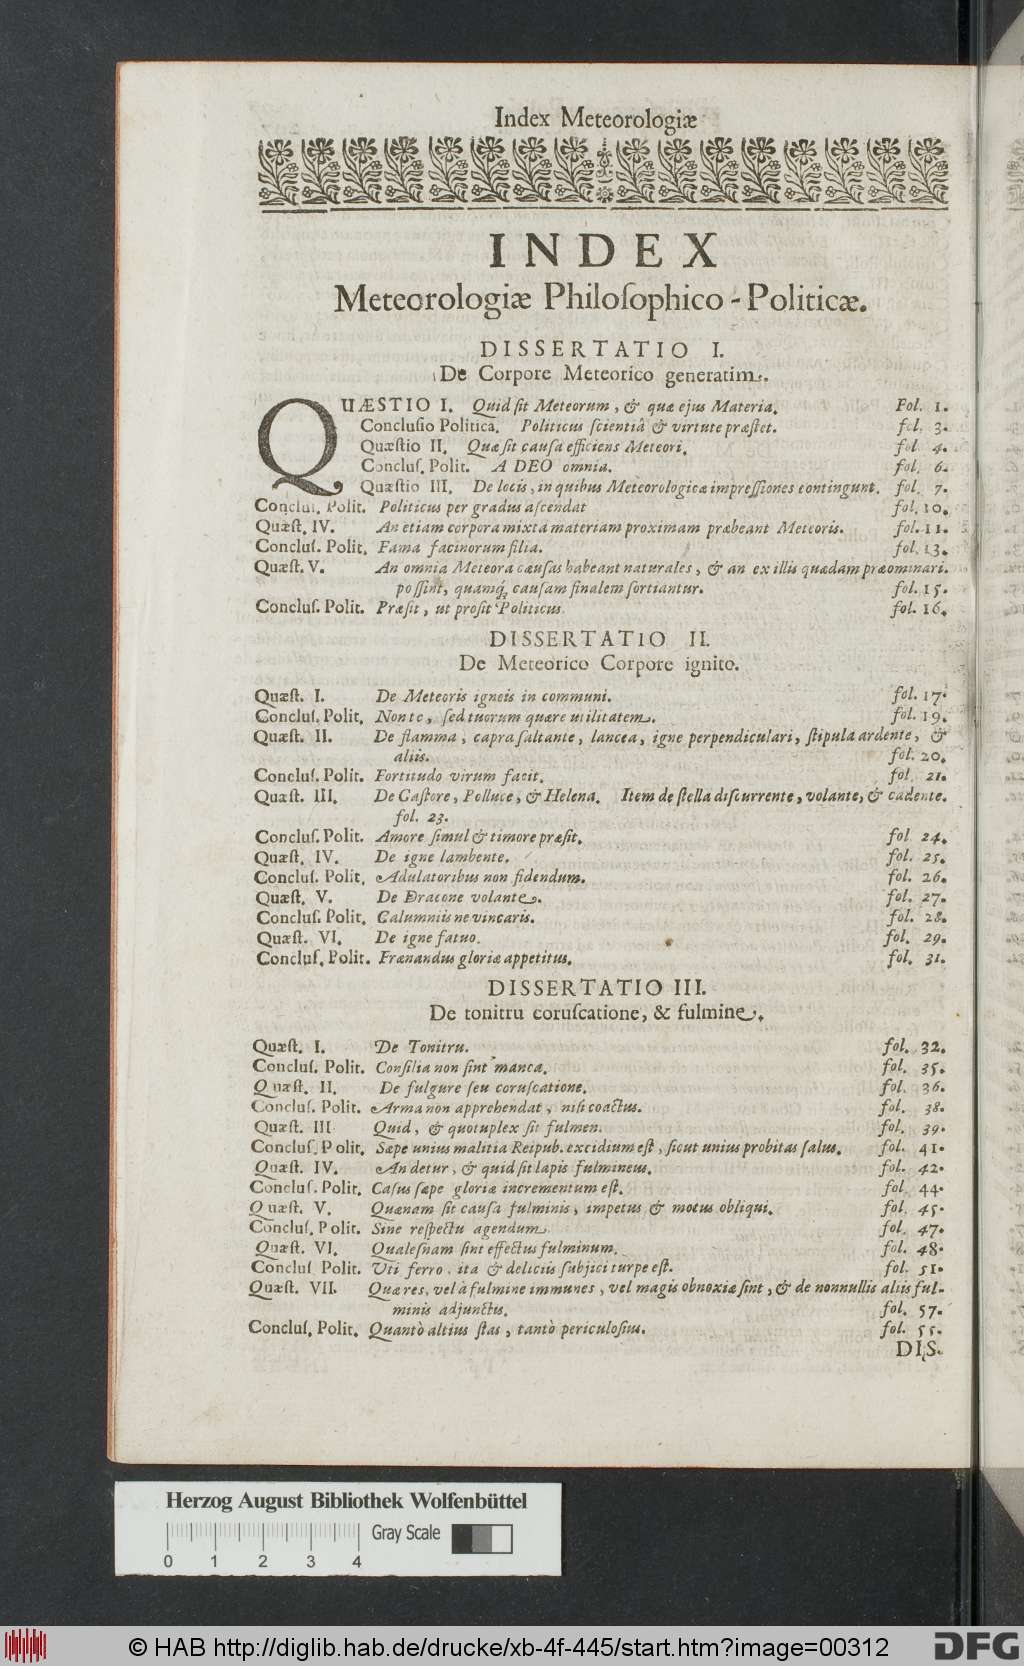 Index Meteorologiæ
INDEX
Meteorologiæ Philoſophico - Politicæ.
DISSERTATIO I.
De Corpore Meteorico generatim.
QUÆSTIO I. Quid ſit Meteorum, & quæ ejus Materia. Fol. 1.
Concluſio Politica. Politicus ſcientiâ & virtute præſtet. fol. 3.
Quæſtio II. Quæ ſit cauſa efficiens Meteori. fol. 4.
Concluſ. Polit. A DEO omnia. fol. 6.
Quæſtio III. De locis, in quibus Meteorologicæ impreſſiones contingunt. fol. 7.
Concluſ. Polit. Politicus per gradus aſcendat fol. 10.
Quæſt. IV. An etiam corpora mixta materiam proximam præbeant Meteoris. fol. 11.
Concluſ. Polit. Fama facinorum filia. fol. 13.
Quæſt. V. An omnia Meteora cauſas habeant naturales, & an ex illis quædam præominari
poſſint, quamq́; cauſam finalem ſortiantur. fol. 15.
Concluſ. Polit. Præſit, ut proſit Politicus. fol. 16.
DISSERTATIO II.
De Meteorico Corpore ignito.
Quæſt. I. De Meteoris igneis in communi. fol. 17.
Concluſ. Polit. Non te, ſed tuorum quære utilitatem. fol. 19.
Quæſt. II. De flamma, capra ſaltante, lancea, igne perpendiculari, ſtipula ardente, &
aliis. fol. 20.
Concluſ. Polit. Fortitudo virum facit. fol. 21.
Quæſt. III. De Caſtore, Polluce, & Helena. Item de ſtella diſcurrente, volante, & cadente.
fol. 23.
Concluſ. Polit. Amore ſimul & timore præſit. fol. 24.
Quæſt. IV. De igne lambente. fol. 25.
Concluſ. Polit. Adulatoribus non fidendum. fol. 26.
Quæſt. V. De Dracone volante. fol. 27.
Concluſ. Polit. Calumniis ne vincaris. fol. 28.
Quæſt. VI. De igne fatuo. fol. 29.
Concluſ. Polit. Frænandus gloriæ appetitus. fol. 31.
DISSERTATIO III.
De tonitru coruſcatione, & fulmine.
Quæſt. I. De Tonitru. fol. 32.
Concluſ. Polit. Conſilia non ſint manca. fol. 35.
Quæſt. II. De fulgure ſeu coruſcatione. fol. 36.
Concluſ. Polit. Arma non apprehendat, niſi coactus. fol. 38.
Quæſt. III Quid, & quotuplex ſit fulmen. fol. 39.
Concluſ. Polit. Sæpe unius malitia Reipub. excidium eſt, ſicut unius probitas ſalus. fol. 41.
Quæſt. IV. An detur, & quid ſit lapis fulmineus. fol. 42.
Concluſ. Polit. Caſus ſæpe gloriæ incrementum eſt. fol. 44.
Quæſt. V. Quænam ſit cauſa fulminis, impetus & motus obliqui. fol. 45.
Concluſ. Polit. Sine reſpectu agendum. fol. 47.
Quæſt. VI. Qualeſnam ſint effectus fulminum. fol. 48.
Concluſ. Polit. Uti ferro, ita & deliciis ſubjici turpe eſt. fol. 51.
Quæſt. VII. Quæ res, vel à fulmine immunes, vel magis obnoxiæ ſint, & de nonnullis aliis ful-
minis adjunctis. fol. 57.
Concluſ. Polit. Quantò altius ſtas, tantò periculoſius. fol. 55.
DIS.
Herzog August Bibliothek Wolfenbüttel
Gray Scale
0 1 2 3 4
© HAB http://diglib.hab.de/drucke/xb-4f-445/start.htm?image=00312
DFG